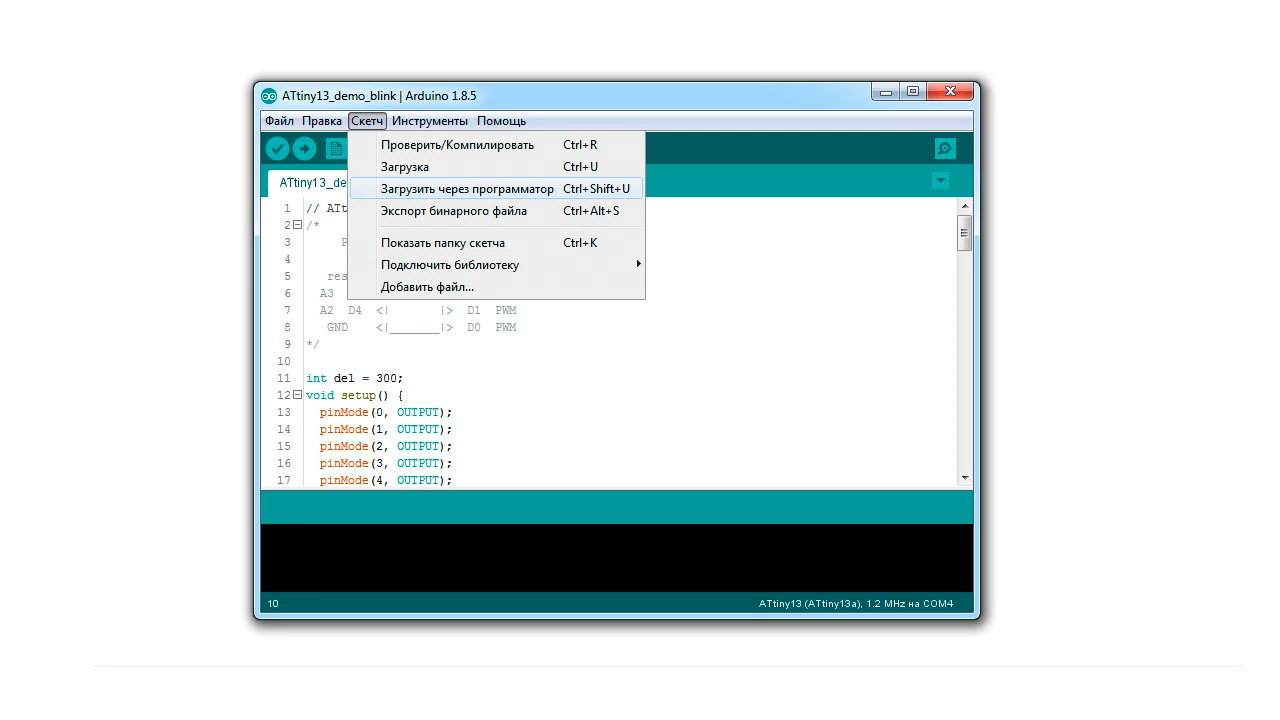 ATtiny13_demo_blink | Arduino 1.8.5
Файл Правка Скетч Инструменты Помощь
Проверить/Компилировать Ctrl+R
Загрузка Ctrl+U
Загрузить через программатор Ctrl+Shift+U
Экспорт бинарного файла Ctrl+Alt+S
Показать папку скетча Ctrl+K
Подключить библиотеку
Добавить файл...
ATtiny13_de
1 // ATt
2 /*
3
4
5 res
6 A3
7 A2 D4 <| |> D1 PWM
8 GND <|_______|> D0 PWM
9 */
10
11 int del = 300;
12 void setup() {
13 pinMode(0, OUTPUT);
14 pinMode(1, OUTPUT);
15 pinMode(2, OUTPUT);
16 pinMode(3, OUTPUT);
17 pinMode(4, OUTPUT);
10 ATtiny13 (ATtiny13a), 1.2 MHz на COM4